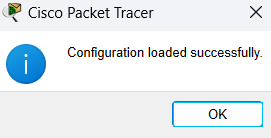 Cisco Packet Tracer
Configuration loaded successfully.
OK